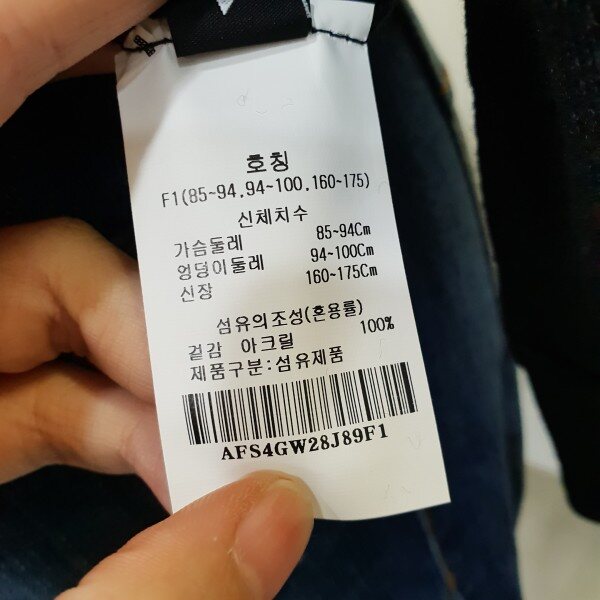 호칭
F1(85~94,94~100,160~175)
신체치수
가슴둘레 85~94Cm
엉덩이둘레 94~100Cm
신장 160~175Cm
섬유의조성(혼용률)
겉감 아크릴 100%
제품구분:섬유제품
AFS4GW28J89F1